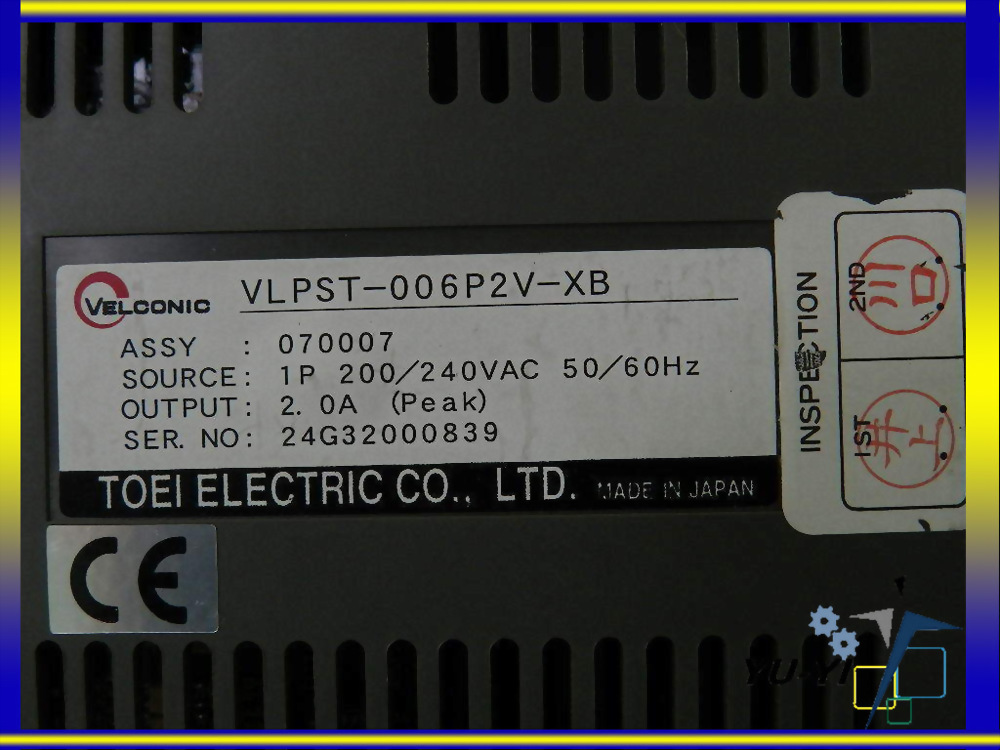 VELCONIC
VLPST-006P2V-XB
ASSY : 070007
SOURCE: 1P 200/240VAC 50/60Hz
OUTPUT: 2.0A (Peak)
SER. NO: 24G32000839
TOEI ELECTRIC CO., LTD. MADE IN JAPAN
CE
INSPECTION
2ND
川口
1ST
井上
YU-YI